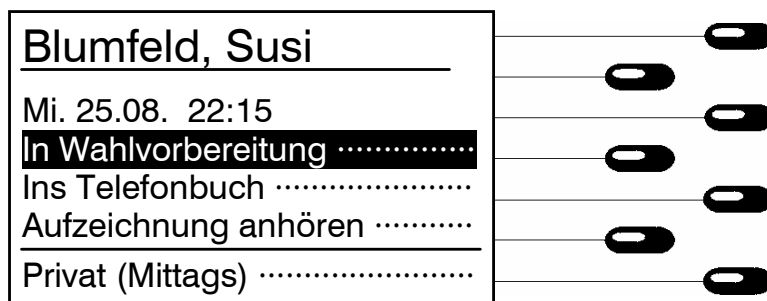 Blumfeld, Susi
Mi. 25.08.  22:15
In Wahlvorbereitung ···············
Ins Telefonbuch ······················
Aufzeichnung anhören ···········
Privat (Mittags) ························